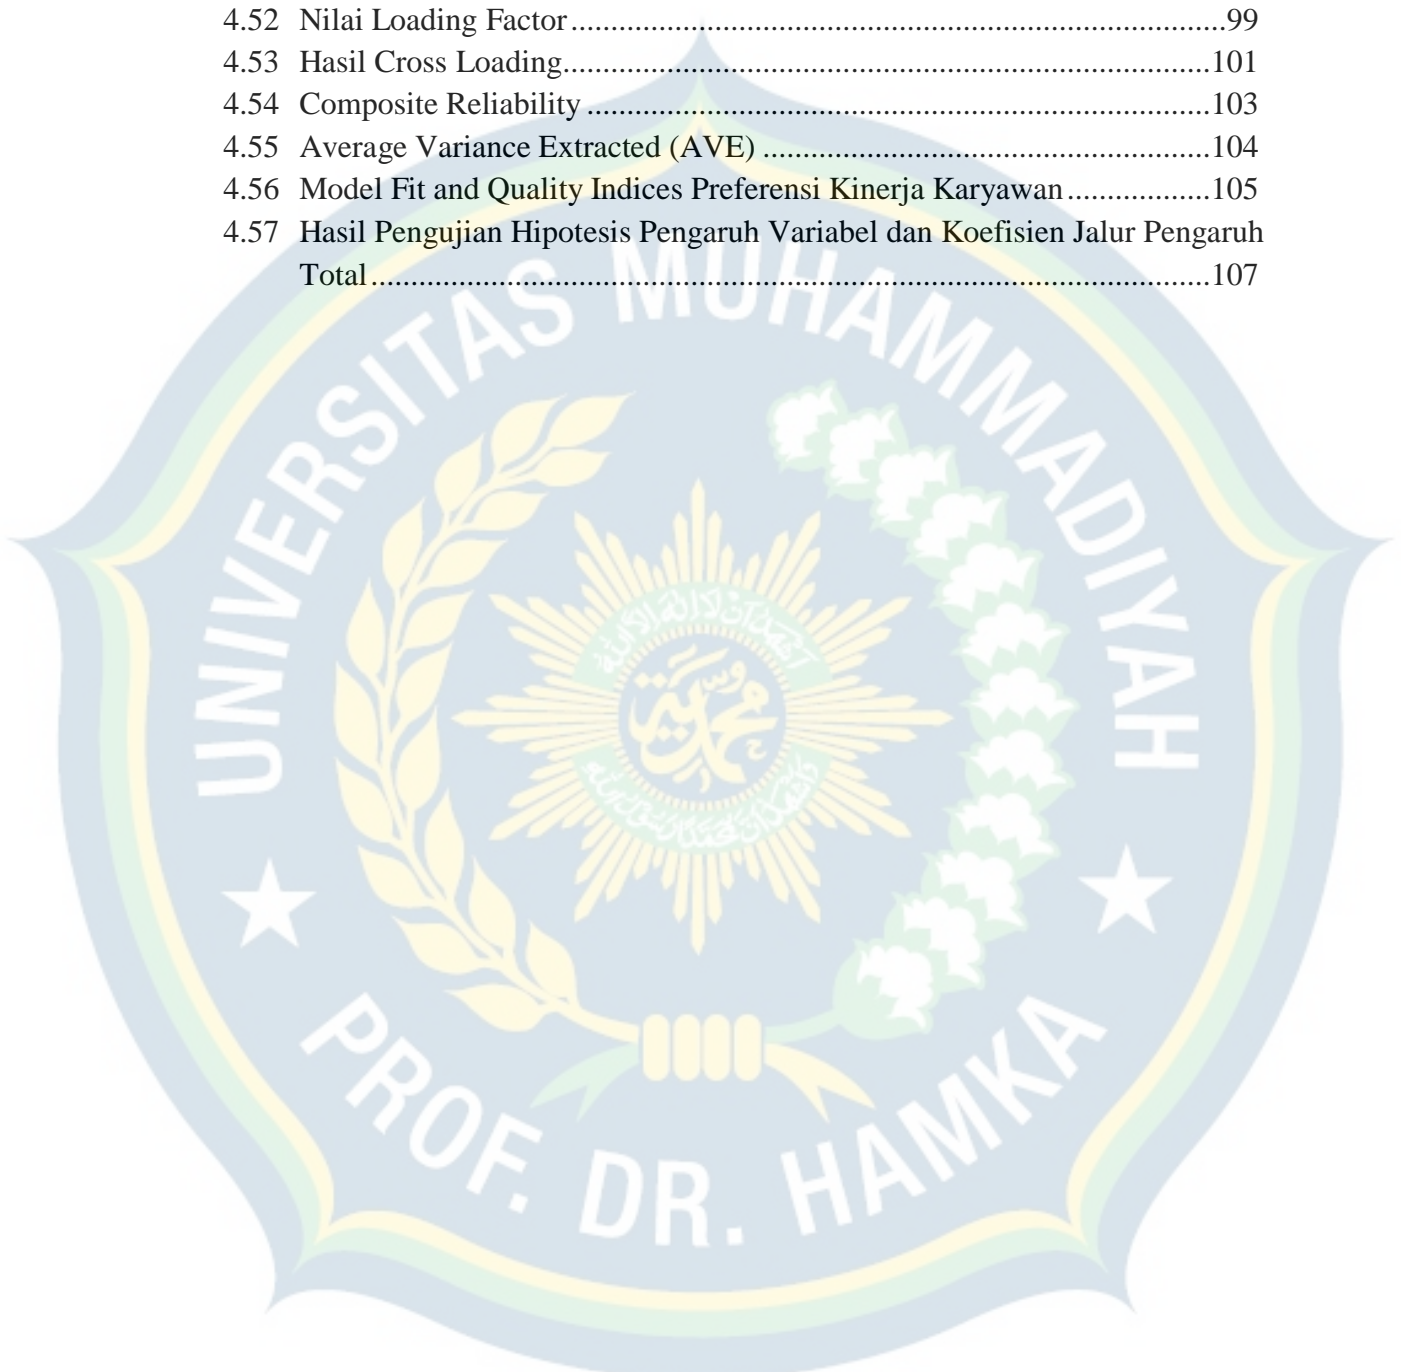 4.52 Nilai Loading Factor..................................................................................99
4.53 Hasil Cross Loading.................................................................................101
4.54 Composite Reliability..............................................................................103
4.55 Average Variance Extracted (AVE)........................................................104
4.56 Model Fit and Quality Indices Preferensi Kinerja Karyawan..................105
4.57 Hasil Pengujian Hipotesis Pengaruh Variabel dan Koefisien Jalur Pengaruh
Total.........................................................................................................107
UNIVERSITAS MUHAMMADIYAH
محمدية
PROF. DR. HAMKA